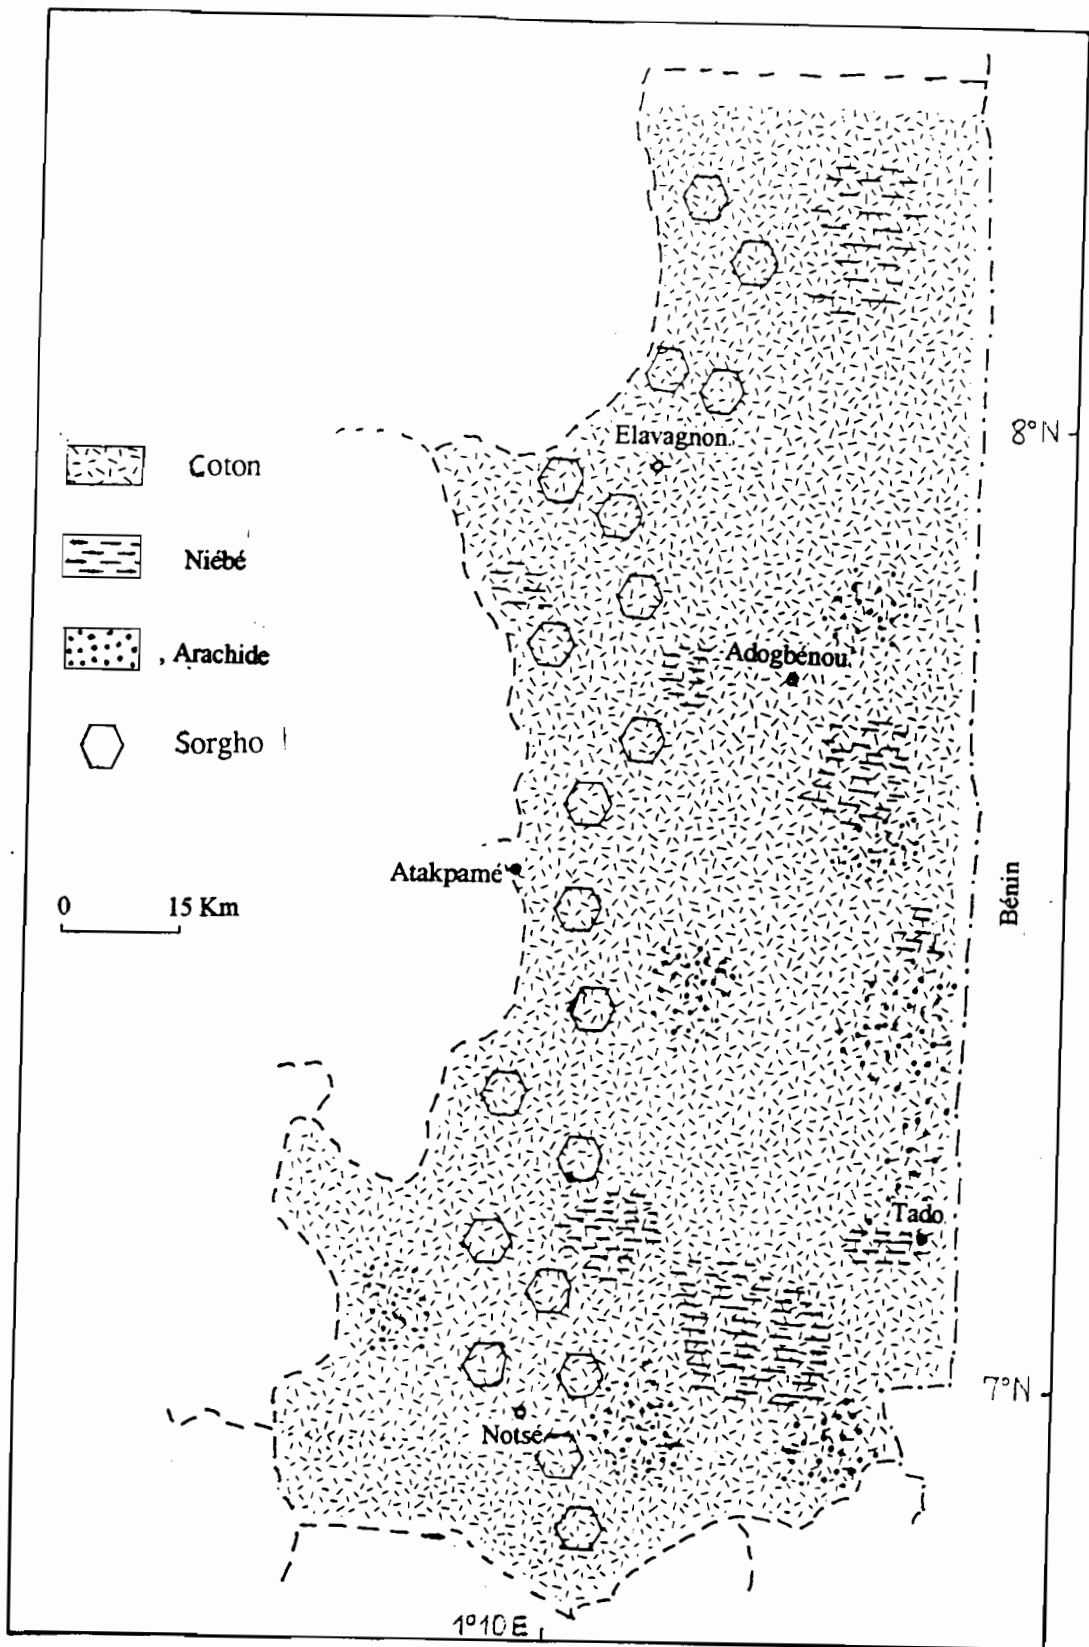 Elavagnon
8°N
Coton
Niébé
Arachide
Sorgho
Adogbénou
Atakpamé
0 15 Km
Bénin
Tado
7°N
Notsé
1°10E